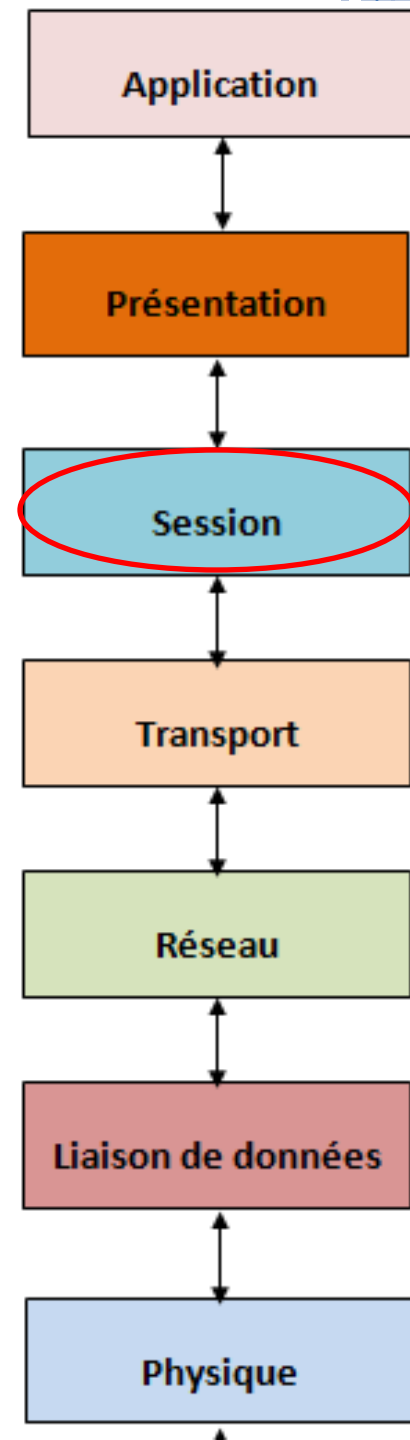 Application
Présentation
Session
Transport
Réseau
Liaison de données
Physique